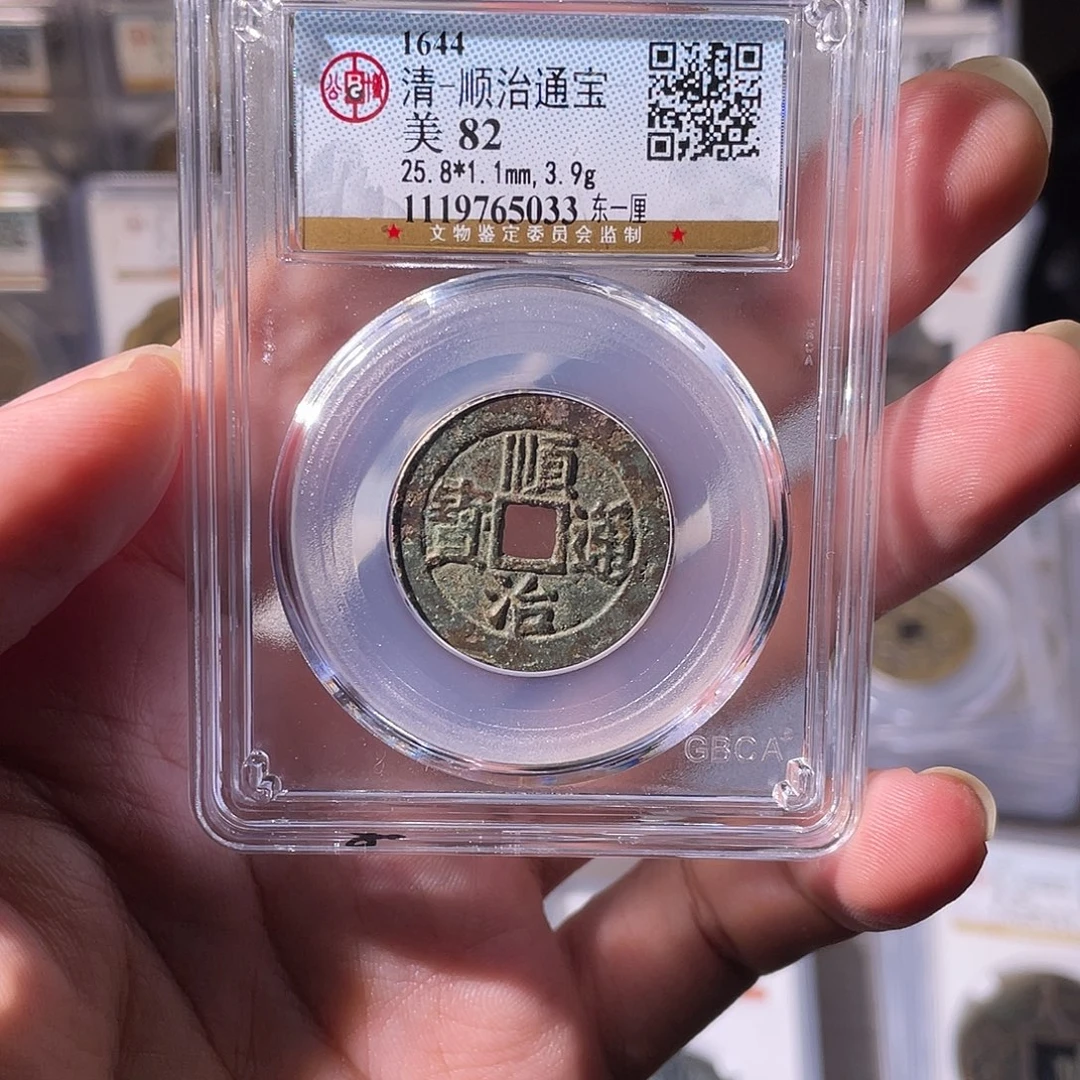 1644
清-顺治通宝
美 82
25.8*1.1mm, 3.9g
1119765033 东一厘
★ 文物鉴定委员会监制 ★
順
寶 通
治
GBCA